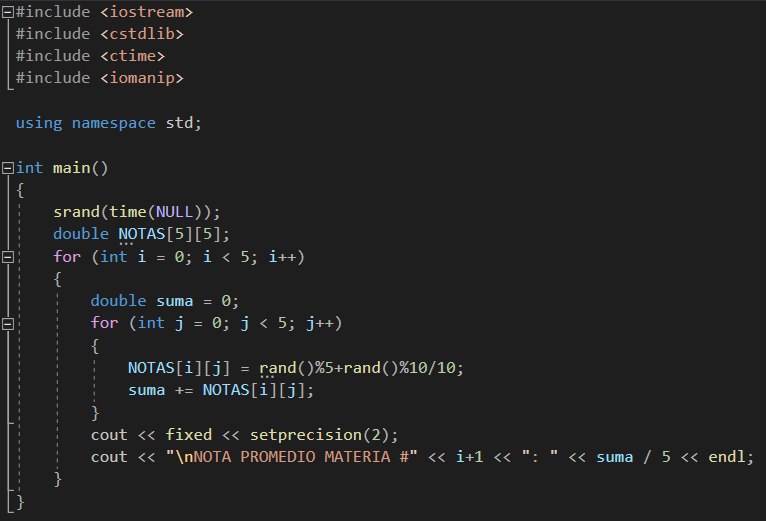 #include <iostream>
#include <cstdlib>
#include <ctime>
#include <iomanip>
using namespace std;
int main()
{
srand(time(NULL));
double NOTAS[5][5];
for (int i = 0; i < 5; i++)
{
double suma = 0;
for (int j = 0; j < 5; j++)
{
NOTAS[i][j] = rand()%5+rand()%10/10;
suma += NOTAS[i][j];
}
cout << fixed << setprecision(2);
cout << "\nNOTA PROMEDIO MATERIA #" << i+1 << ": " << suma / 5 << endl;
}
}